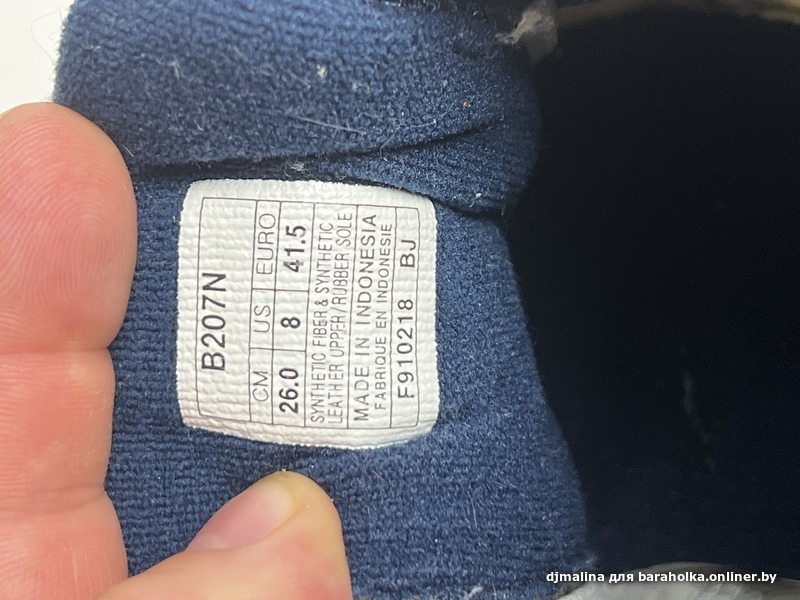 B207N
CM US EURO
26.0 8 41.5
SYNTHETIC FIBER & SYNTHETIC
LEATHER UPPER/RUBBER SOLE
MADE IN INDONESIA
FABRIQUE EN INDONESIE
F910218 BJ
djmalina для baraholka.onliner.by